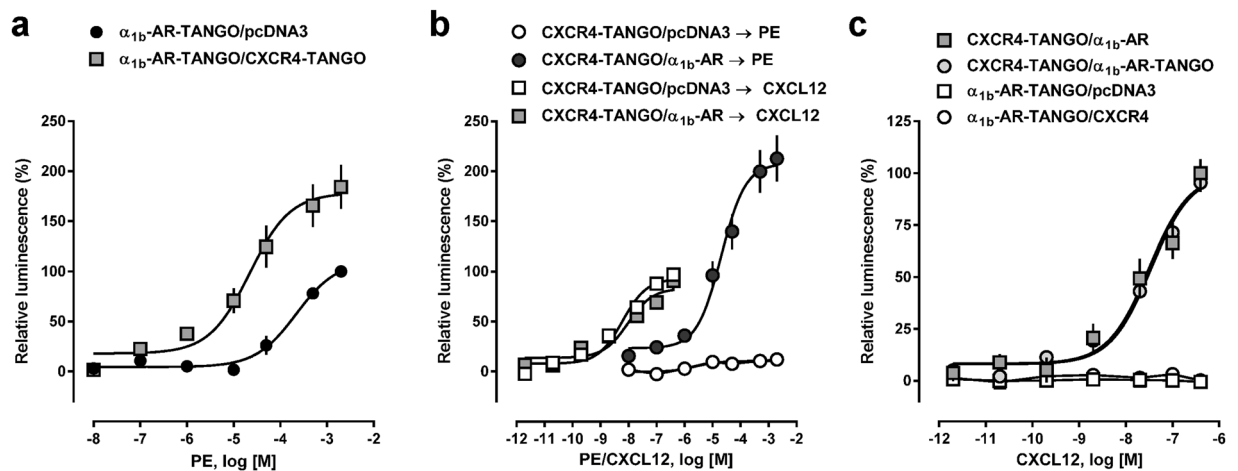 a
α1b-AR-TANGO/pcDNA3
α1b-AR-TANGO/CXCR4-TANGO
Relative luminescence (%)
250
200
150
100
50
0
-8 -7 -6 -5 -4 -3 -2
PE, log [M]
b
CXCR4-TANGO/pcDNA3 → PE
CXCR4-TANGO/α1b-AR → PE
CXCR4-TANGO/pcDNA3 → CXCL12
CXCR4-TANGO/α1b-AR → CXCL12
Relative luminescence (%)
250
200
150
100
50
0
-12 -11 -10 -9 -8 -7 -6 -5 -4 -3 -2
PE/CXCL12, log [M]
c
CXCR4-TANGO/α1b-AR
CXCR4-TANGO/α1b-AR-TANGO
α1b-AR-TANGO/pcDNA3
α1b-AR-TANGO/CXCR4
Relative luminescence (%)
125
100
75
50
25
0
-12 -11 -10 -9 -8 -7 -6
CXCL12, log [M]